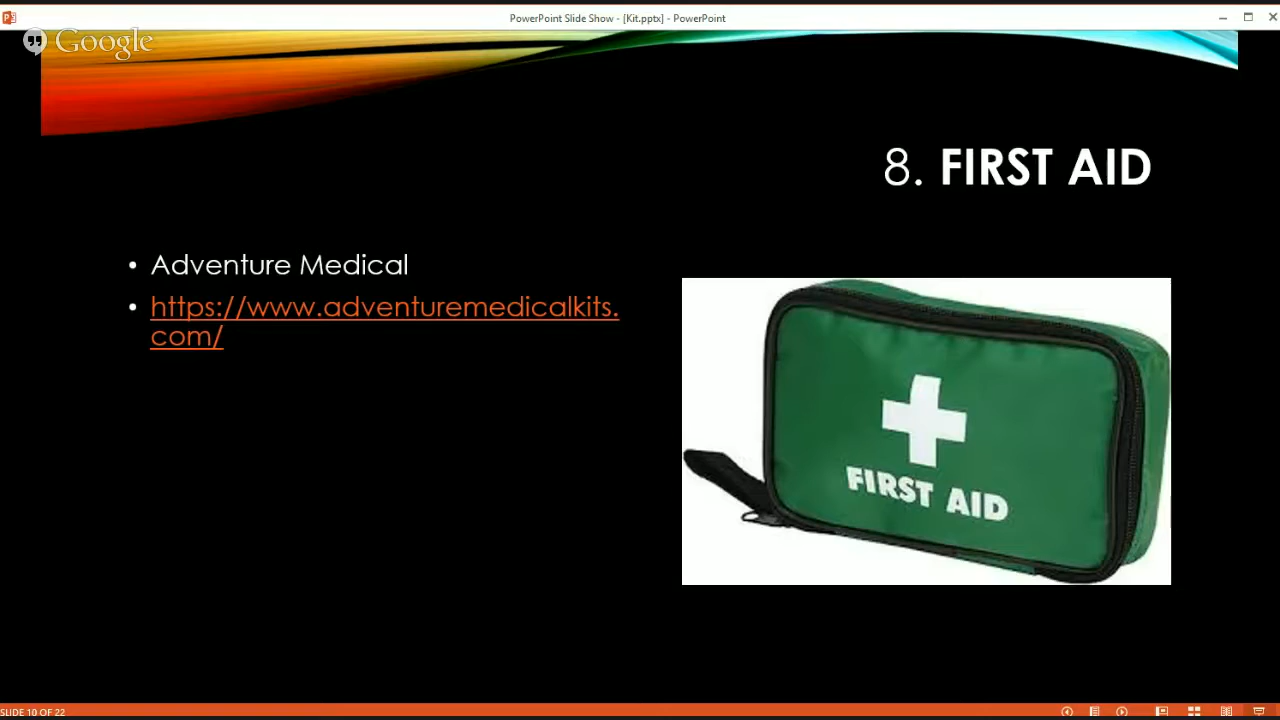 PowerPoint Slide Show - [Kit.pptx] - PowerPoint
Google
8. FIRST AID
• Adventure Medical
• https://www.adventuremedicalkits.
com/
FIRST AID
SLIDE 10 OF 22